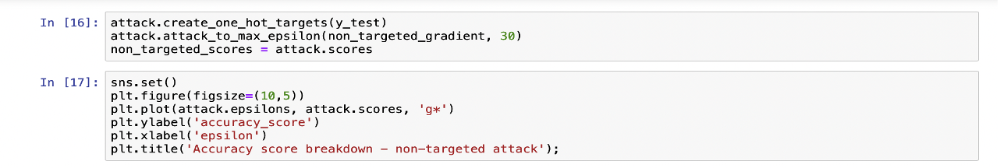 In [16]: attack.create_one_hot_targets(y_test)
attack.attack_to_max_epsilon(non_targeted_gradient, 30)
non_targeted_scores = attack.scores
In [17]: sns.set()
plt.figure(figsize=(10,5))
plt.plot(attack.epsilons, attack.scores, 'g*')
plt.ylabel('accuracy_score')
plt.xlabel('epsilon')
plt.title('Accuracy score breakdown - non-targeted attack');